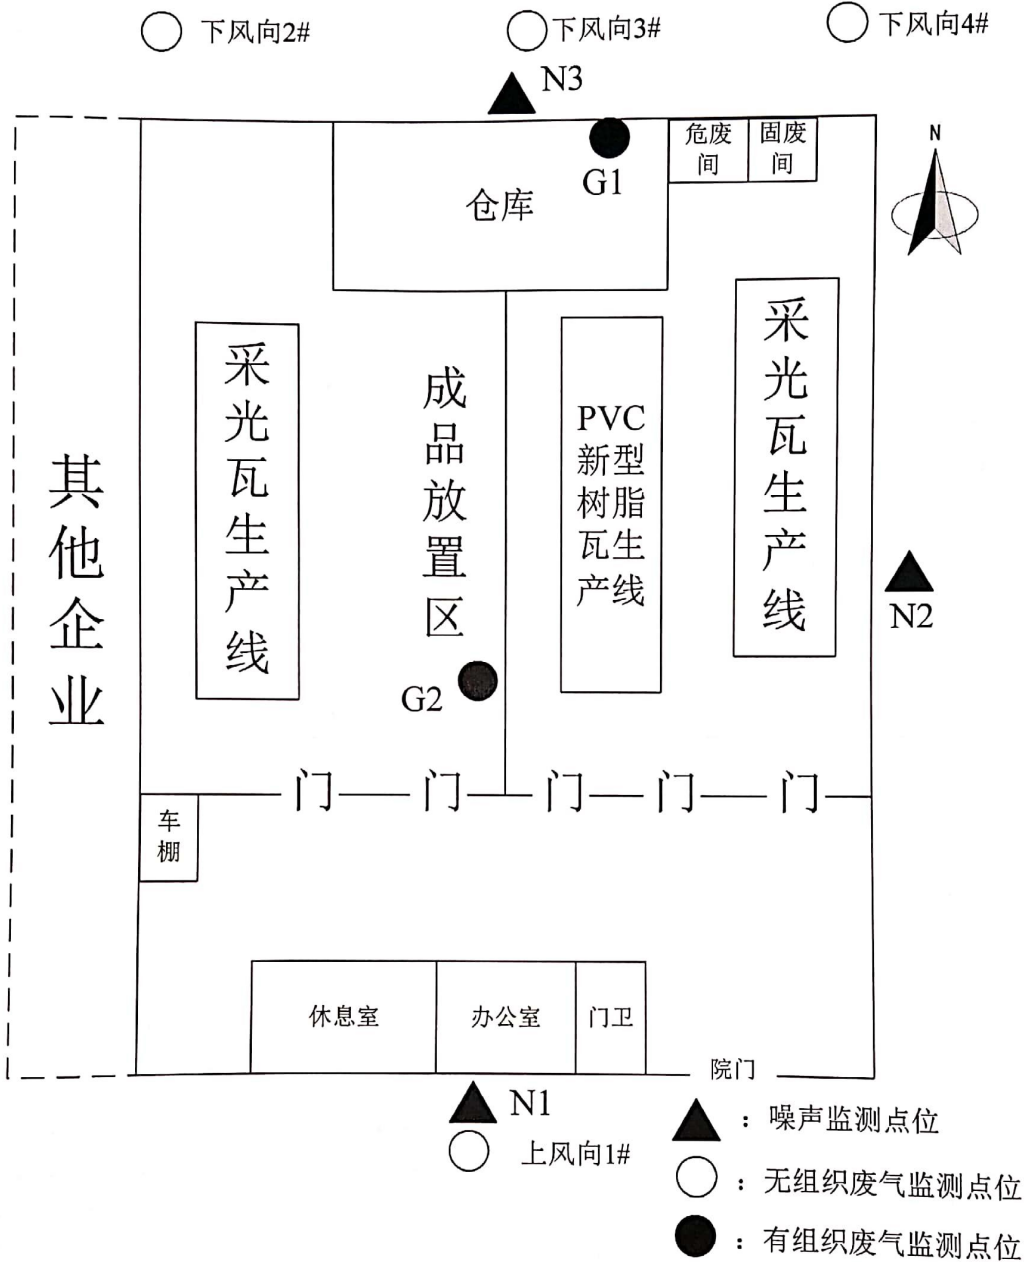 下风向2#
下风向3#
下风向4#
N3
N
危废
间
固废
间
G1
仓库
采光瓦生产线
成品放置区
PVC
新型
树脂
瓦生
产线
采光瓦生产线
其他企业
N2
G2
门
门
门
门
门
车
棚
休息室
办公室
门卫
院门
N1
上风向1#
：噪声监测点位
：无组织废气监测点位
：有组织废气监测点位